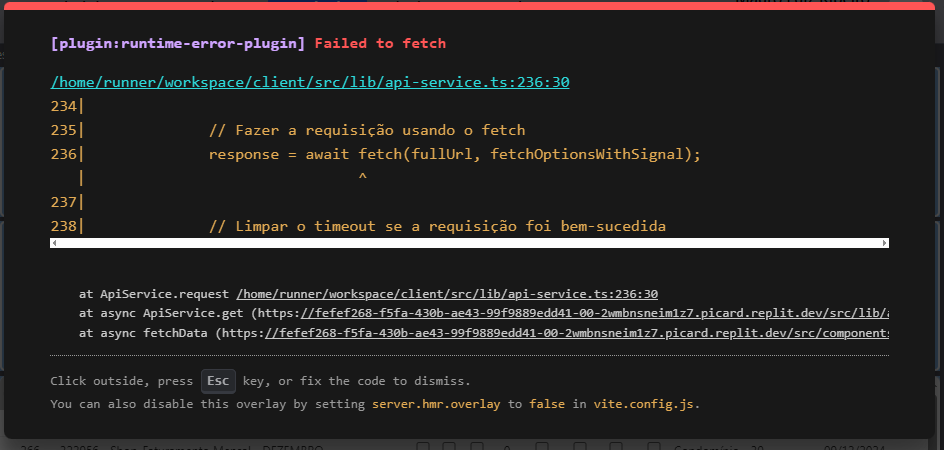 [plugin:runtime-error-plugin] Failed to fetch
/home/runner/workspace/client/src/lib/api-service.ts:236:30
234|
235| // Fazer a requisição usando o fetch
236| response = await fetch(fullUrl, fetchOptionsWithSignal);
| ^
237|
238| // Limpar o timeout se a requisição foi bem-sucedida
at ApiService.request /home/runner/workspace/client/src/lib/api-service.ts:236:30
at async ApiService.get (https://fefef268-f5fa-430b-ae43-99f9889edd41-00-2wmbnsneim1z7.picard.replit.dev/src/lib/
at async fetchData (https://fefef268-f5fa-430b-ae43-99f9889edd41-00-2wmbnsneim1z7.picard.replit.dev/src/components
Click outside, press Esc key, or fix the code to dismiss.
You can also disable this overlay by setting server.hmr.overlay to false in vite.config.js.